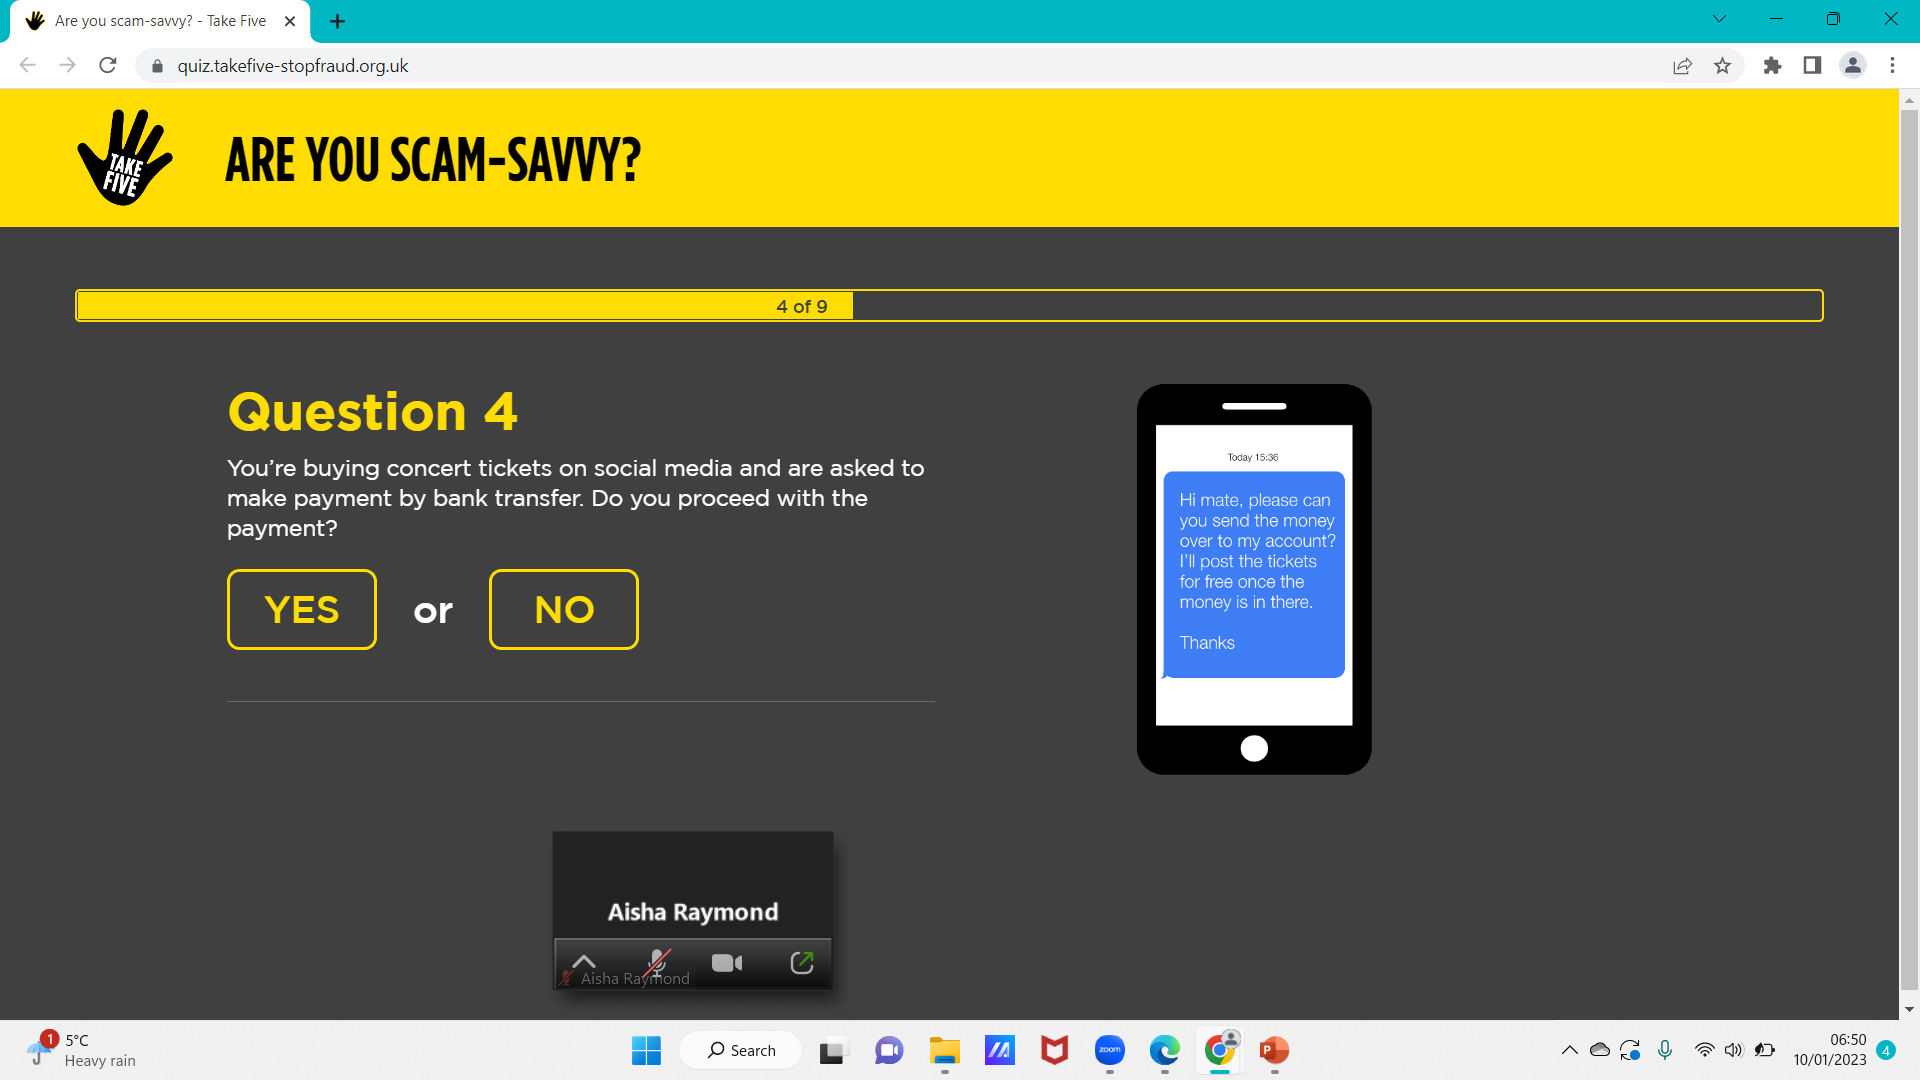 Are you scam-savvy? - Take Five
quiz.takefive-stopfraud.org.uk
TAKE
FIVE
ARE YOU SCAM-SAVVY?
4 of 9
Question 4
You’re buying concert tickets on social media and are asked to
make payment by bank transfer. Do you proceed with the
payment?
YES or NO
Today 15:36
Hi mate, please can
you send the money
over to my account?
I’ll post the tickets
for free once the
money is in there.
Thanks
Aisha Raymond
Aisha Raymond
1
5°C
Heavy rain
Search
zoom
P
06:50
10/01/2023
4